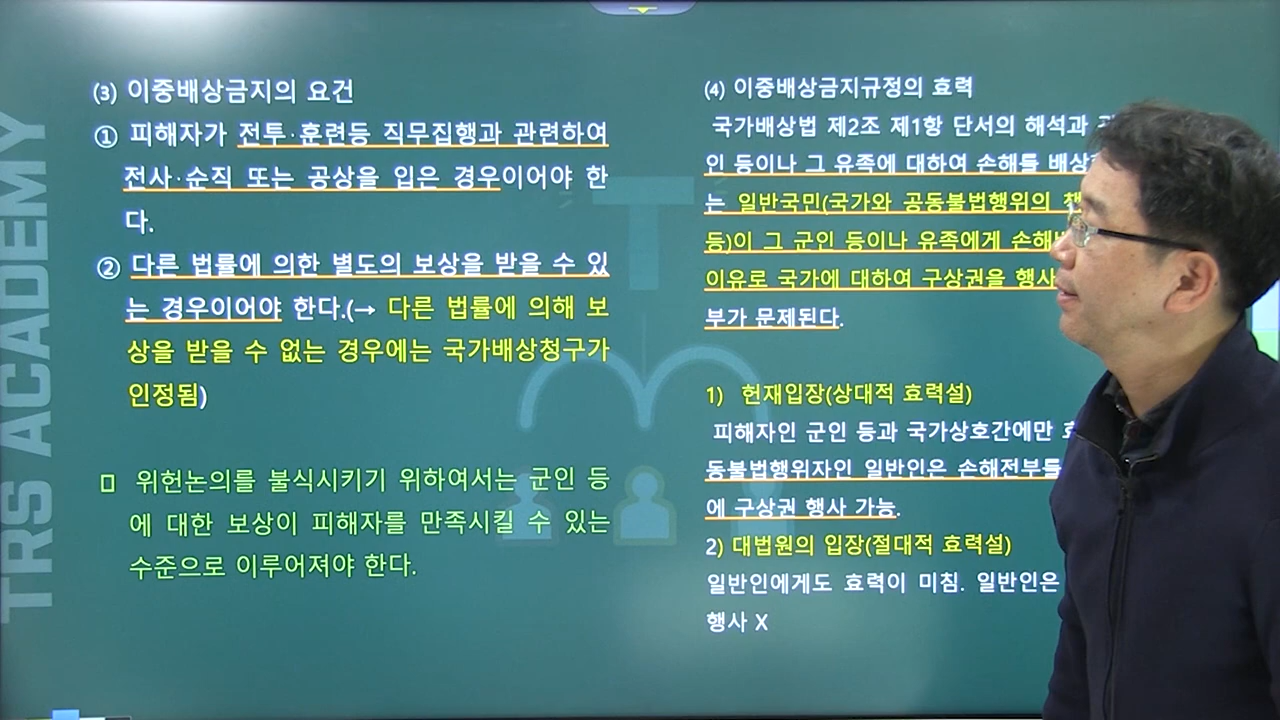 TRS ACADEMY
⑶ 이중배상금지의 요건
① 피해자가 전투·훈련등 직무집행과 관련하여
전사·순직 또는 공상을 입은 경우이어야 한
다.
② 다른 법률에 의한 별도의 보상을 받을 수 있
는 경우이어야 한다.(→ 다른 법률에 의해 보
상을 받을 수 없는 경우에는 국가배상청구가
인정됨)
▯ 위헌논의를 불식시키기 위하여서는 군인 등
에 대한 보상이 피해자를 만족시킬 수 있는
수준으로 이루어져야 한다.
⑷ 이중배상금지규정의 효력
국가배상법 제2조 제1항 단서의 해석과
인 등이나 그 유족에 대하여 손해를
는 일반국민(국가와 공동불법행위의
등)이 그 군인 등이나 유족에게
이유로 국가에 대하여 구상권을 행사
부가 문제된다.
1) 헌재입장(상대적 효력설)
피해자인 군인 등과 국가상호간에만
동불법행위자인 일반인은 손해전부를
에 구상권 행사 가능.
2) 대법원의 입장(절대적 효력설)
일반인에게도 효력이 미침. 일반인은
행사 X